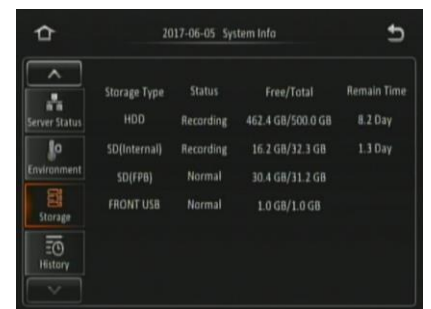 2017-06-05 System Info
Storage Type Status Free/Total Remain Time
HDD Recording 462.4 GB/500.0 GB 8.2 Day
SD(Internal) Recording 16.2 GB/32.3 GB 1.3 Day
SD(FPB) Normal 30.4 GB/31.2 GB
FRONT USB Normal 1.0 GB/1.0 GB
Server Status
Environment
Storage
History